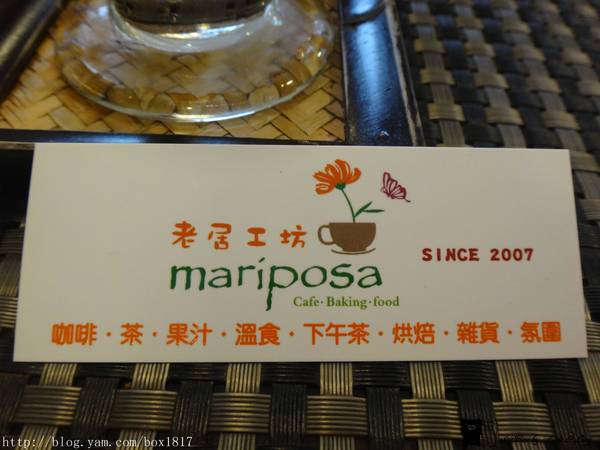 老居工坊
mariposa
SINCE 2007
Cafe·Baking·food
咖啡·茶·果汁·溫食·下午茶·烘焙·雜貨·氛圍
http://blog.yam.com/box1817